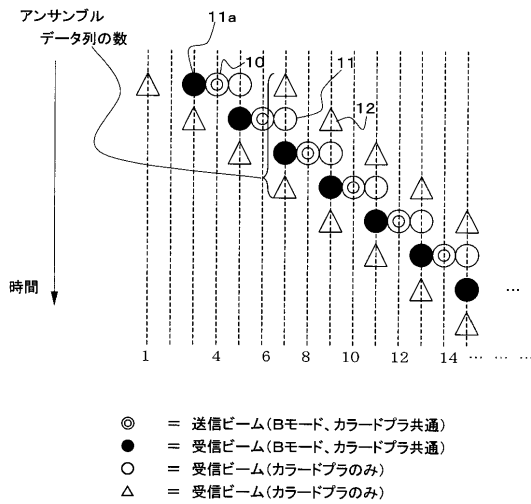 アンサンブル
データ列の数
11a
10
11
12
時間
…
1 4 6 8 10 12 14 … … …
◎ = 送信ビーム(Bモード、カラードプラ共通)
● = 受信ビーム(Bモード、カラードプラ共通)
○ = 受信ビーム(カラードプラのみ)
△ = 受信ビーム(カラードプラのみ)